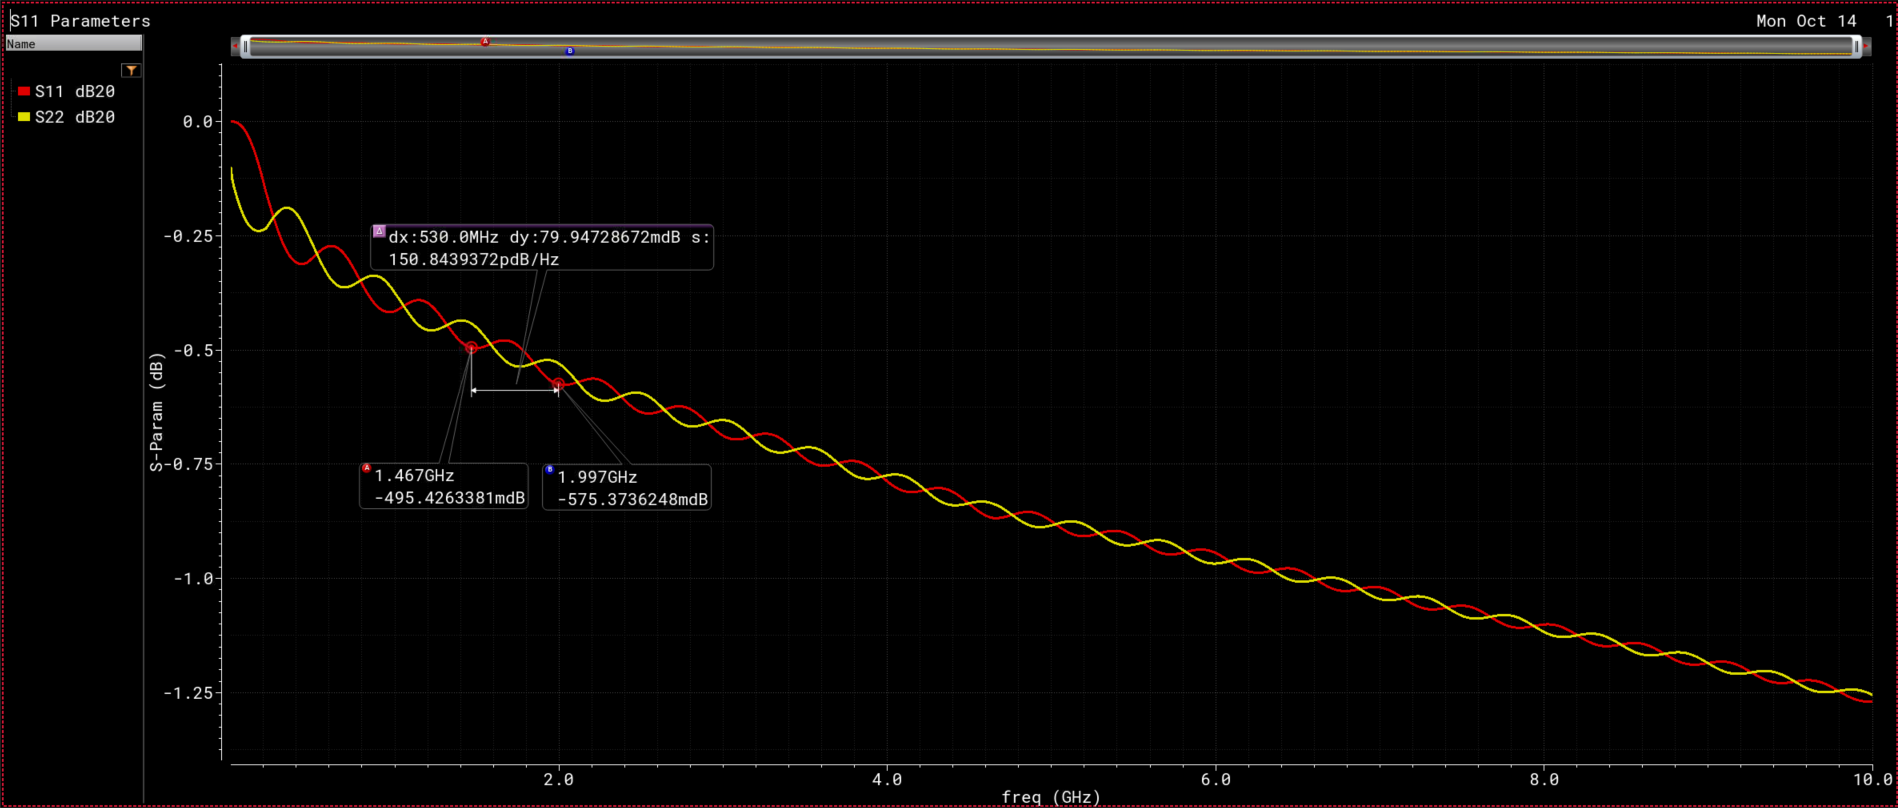 S11 Parameters
Mon Oct 14 1
Name
S11 dB20
S22 dB20
0.0
-0.25
-0.5
-0.75
-1.0
-1.25
S-Param (dB)
dx:530.0MHz dy:79.94728672mdB s:
150.8439372pdB/Hz
A
1.467GHz
-495.4263381mdB
B
1.997GHz
-575.3736248mdB
2.0
4.0
6.0
8.0
10.0
freq (GHz)